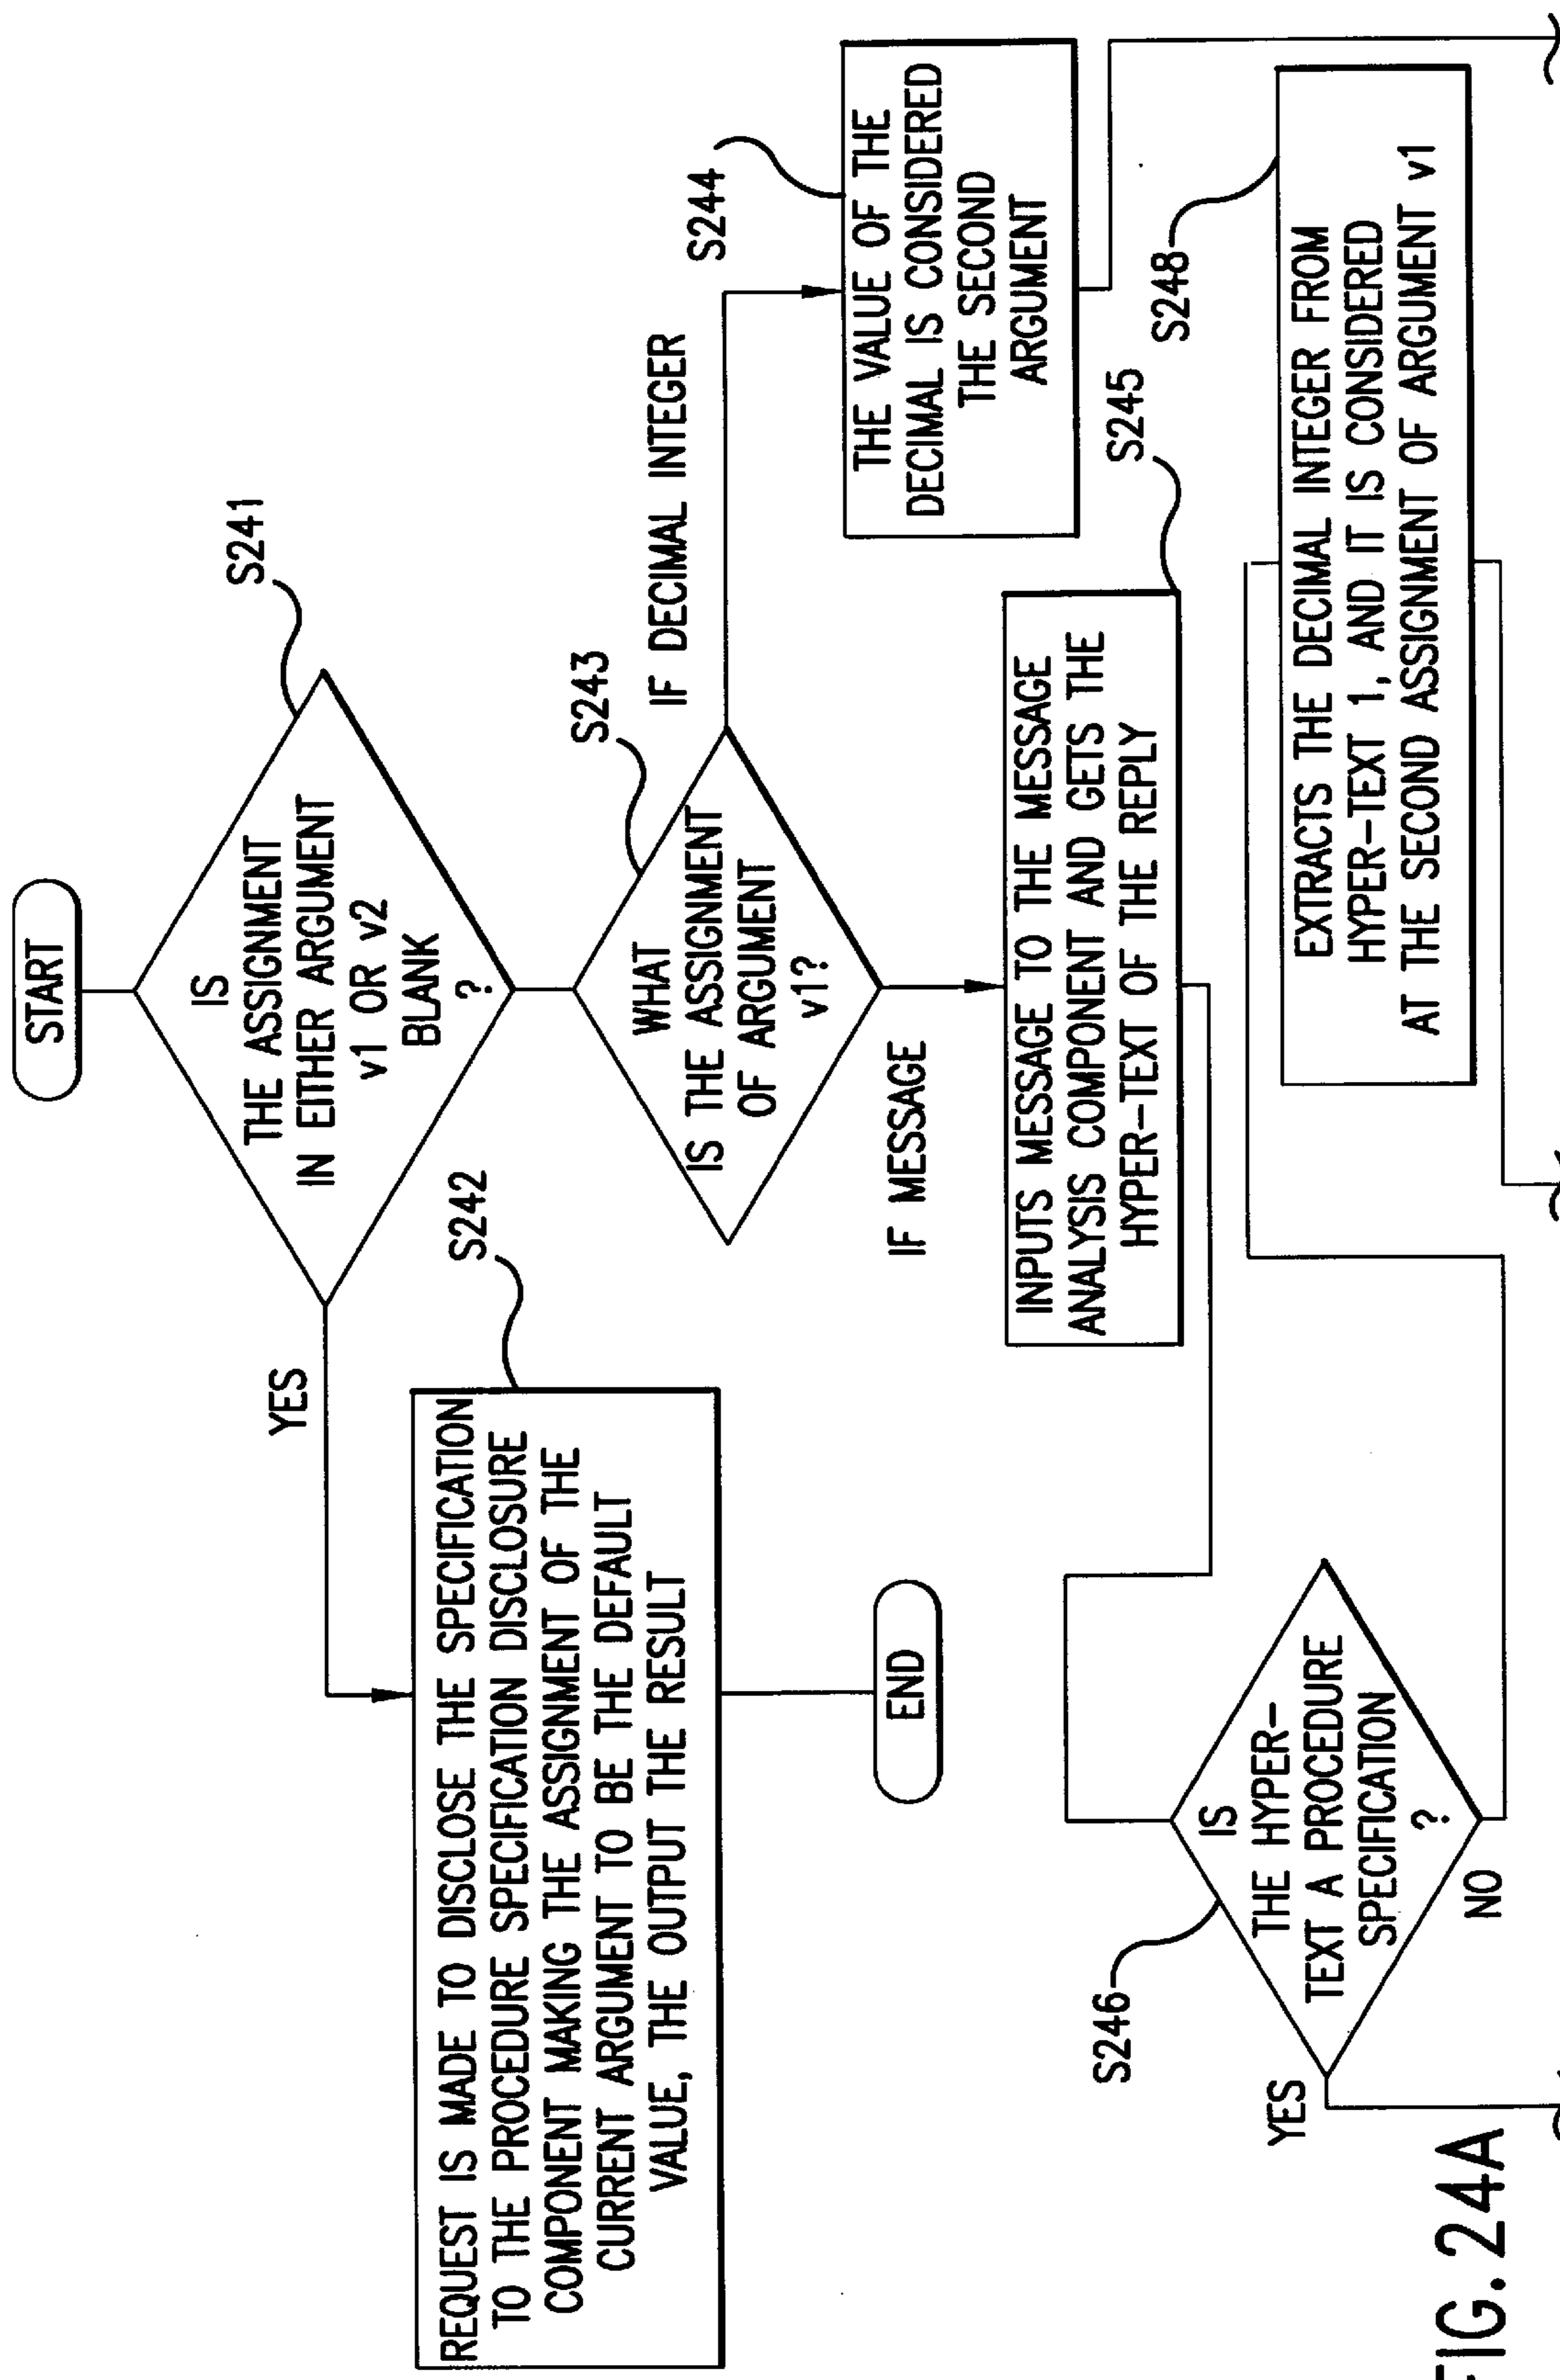 START
S241
IS
THE ASSIGNMENT
IN EITHER ARGUMENT
v1 OR v2
BLANK
?
YES
S242
REQUEST IS MADE TO DISCLOSE THE SPECIFICATION
TO THE PROCEDURE SPECIFICATION DISCLOSURE
COMPONENT MAKING THE ASSIGNMENT OF THE
CURRENT ARGUMENT TO BE THE DEFAULT
VALUE, THE OUTPUT THE RESULT
END
S243
WHAT
IS THE ASSIGNMENT
OF ARGUMENT
v1?
IF DECIMAL INTEGER
S244
THE VALUE OF THE
DECIMAL IS CONSIDERED
THE SECOND
ARGUMENT
IF MESSAGE
S245
INPUTS MESSAGE TO THE MESSAGE
ANALYSIS COMPONENT AND GETS THE
HYPER-TEXT OF THE REPLY
S246
IS
THE HYPER-
TEXT A PROCEDURE
SPECIFICATION
?
YES
NO
S248
EXTRACTS THE DECIMAL INTEGER FROM
HYPER-TEXT 1, AND IT IS CONSIDERED
AT THE SECOND ASSIGNMENT OF ARGUMENT v1
FIG. 24A